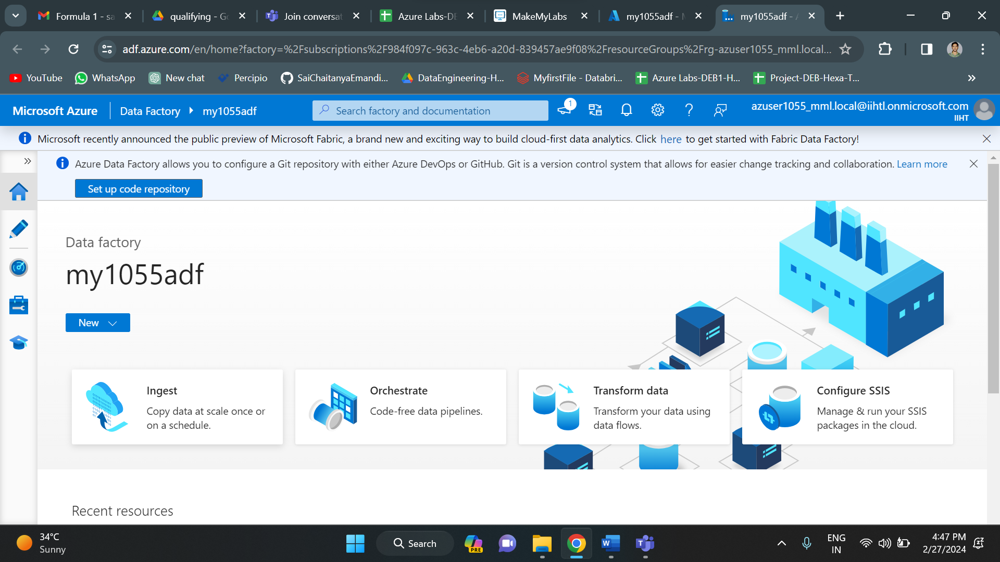 Formula 1 - sa
qualifying - Go
Join conversat
Azure Labs-DE
MakeMyLabs
my1055adf - M
my1055adf - A
adf.azure.com/en/home?factory=%2Fsubscriptions%2F984f097c-963c-4eb6-a20d-839457ae9f08%2FresourceGroups%2Frg-azuser1055_mml.local...
YouTube
WhatsApp
New chat
Percipio
SaiChaitanyaEmandi...
DataEngineering-H...
MyfirstFile - Databri...
Azure Labs-DEB1-H...
Project-DEB-Hexa-T...
Microsoft Azure
Data Factory
my1055adf
Search factory and documentation
1
azuser1055_mml.local@iihtl.onmicrosoft.com
IIHT
Microsoft recently announced the public preview of Microsoft Fabric, a brand new and exciting way to build cloud-first data analytics. Click here to get started with Fabric Data Factory!
Azure Data Factory allows you to configure a Git repository with either Azure DevOps or GitHub. Git is a version control system that allows for easier change tracking and collaboration. Learn more
Set up code repository
Data factory
my1055adf
New
Ingest
Copy data at scale once or
on a schedule.
Orchestrate
Code-free data pipelines.
Transform data
Transform your data using
data flows.
Configure SSIS
Manage & run your SSIS
packages in the cloud.
Recent resources
34°C
Sunny
Search
PRE
ENG
IN
4:47 PM
2/27/2024